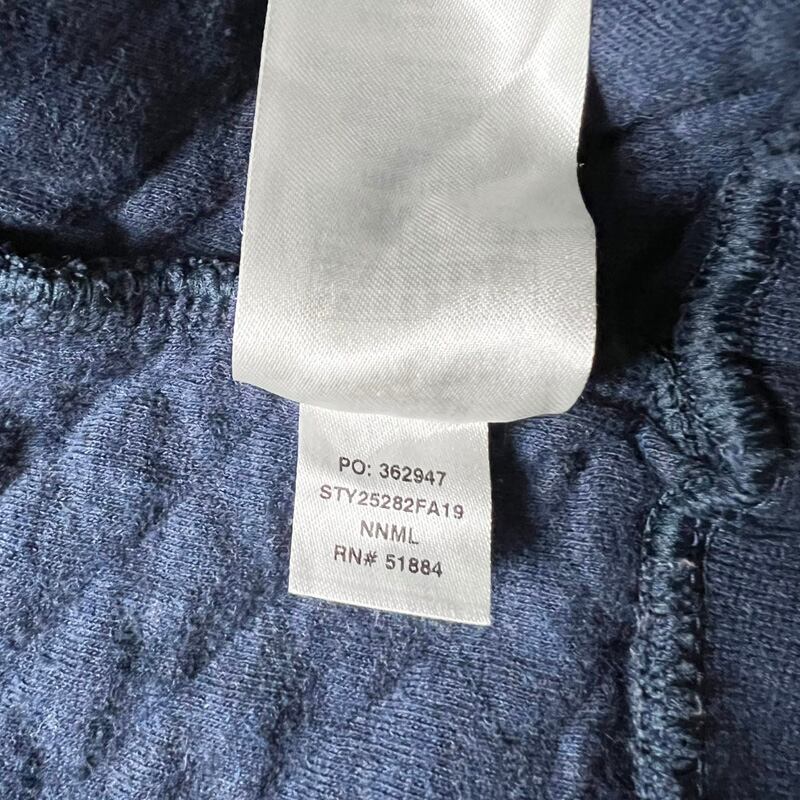 PO: 362947
STY25282FA19
NNML
RN# 51884